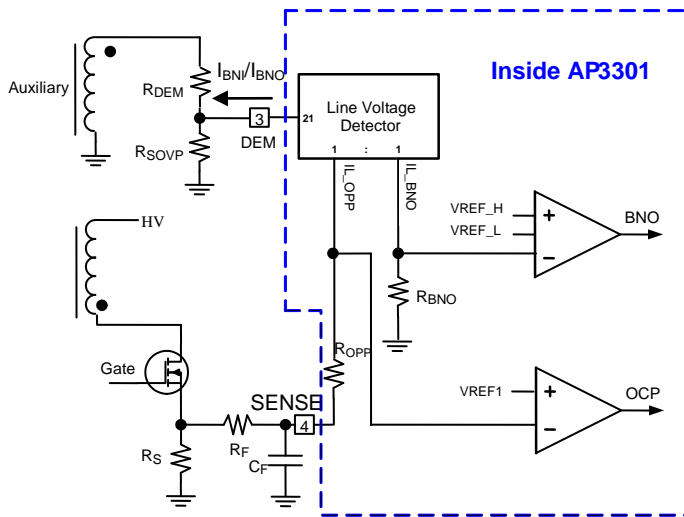 Inside AP3301
Auxiliary
RDEM
IBNI/IBNO
3
DEM
21
Line Voltage
Detector
1 : 1
RSOVP
IL_OPP
IL_BNO
VREF_H
VREF_L
+
-
BNO
RBNO
HV
ROPP
Gate
SENSE
4
VREF1
+
-
OCP
RS
RF
CF